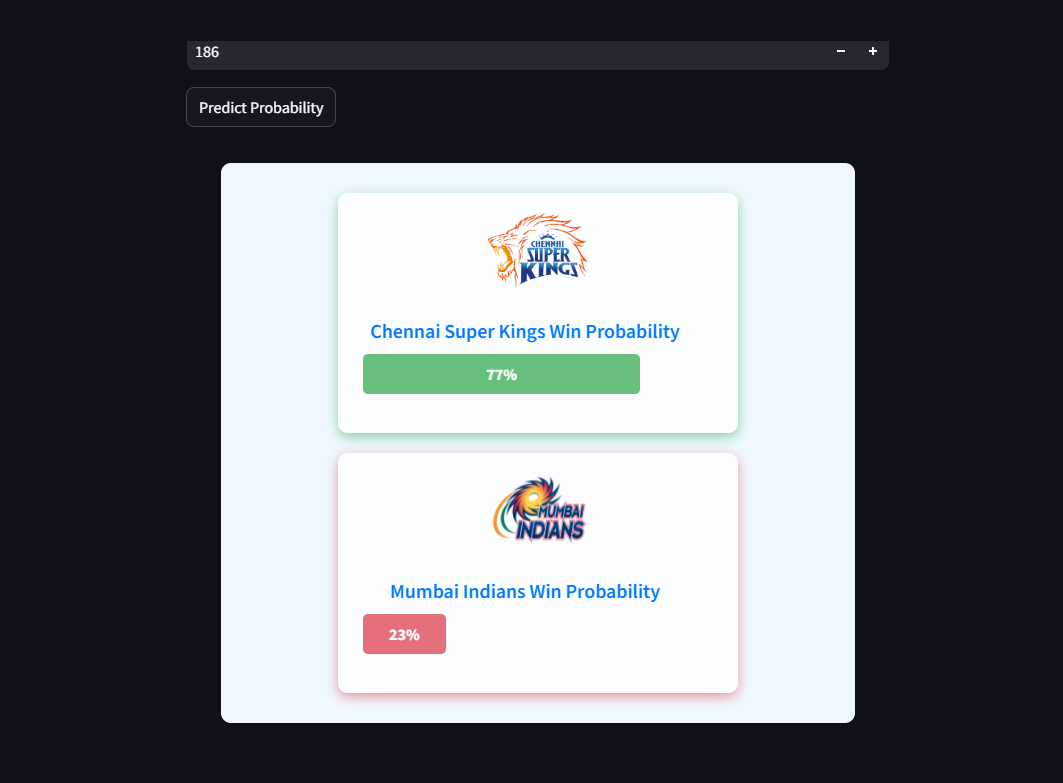 186
Predict Probability
CHENNAI
SUPER
KINGS
Chennai Super Kings Win Probability
77%
MUMBAI
INDIANS
Mumbai Indians Win Probability
23%